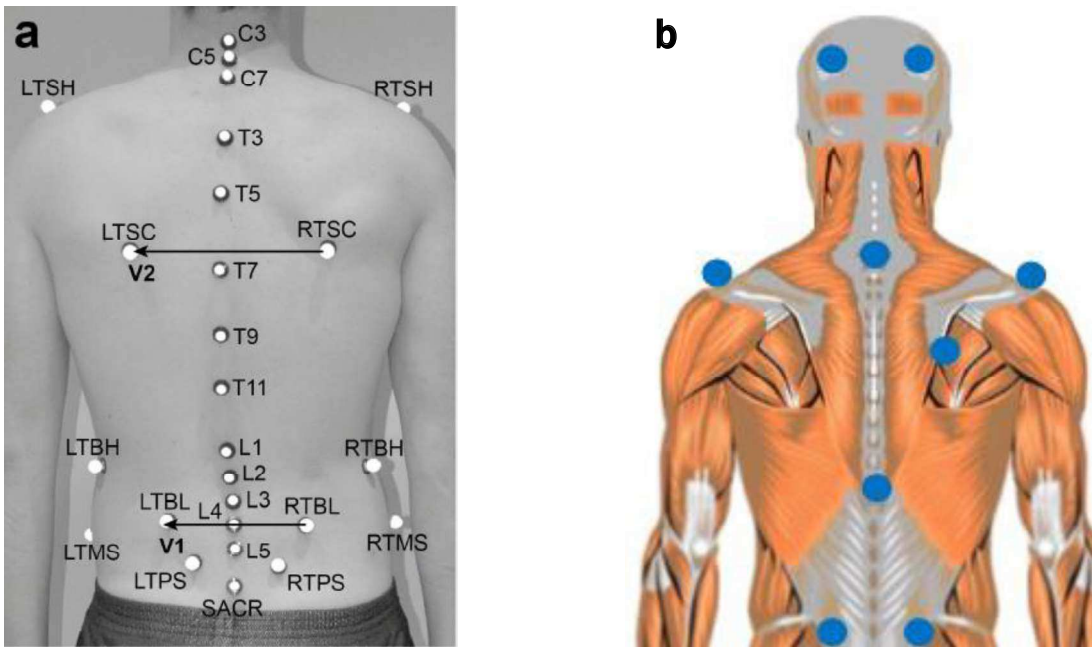 a
C3
C5
C7
LTSH
RTSH
T3
T5
LTSC
RTSC
V2
T7
T9
T11
L1
LTBH
RTBH
L2
L3
LTBL
L4
RTBL
V1
LTMS
L5
RTMS
LTPS
RTPS
SACR
b